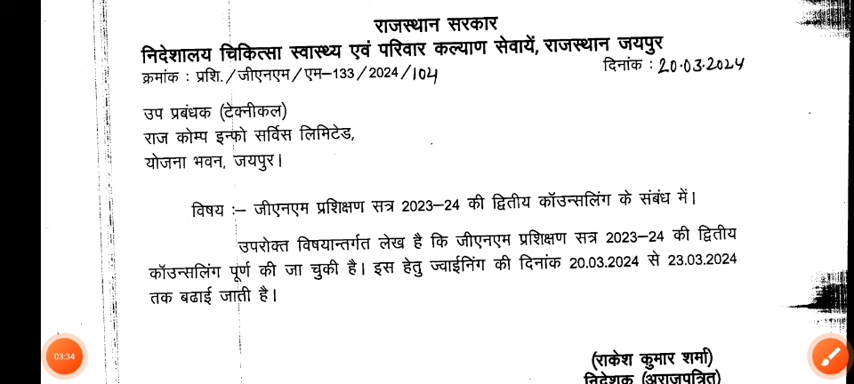 राजस्थान सरकार
निदेशालय चिकित्सा स्वास्थ्य एवं परिवार कल्याण सेवायें, राजस्थान जयपुर
क्रमांक : प्रशि./जीएनएम/एम–133/2024/104
दिनांक : 20.03.2024
उप प्रबंधक (टेक्नीकल)
राज कोम्प इन्फो सर्विस लिमिटेड,
योजना भवन, जयपुर।
विषय :– जीएनएम प्रशिक्षण सत्र 2023–24 की द्वितीय कॉउन्सलिंग के संबंध में।
उपरोक्त विषयान्तर्गत लेख है कि जीएनएम प्रशिक्षण सत्र 2023–24 की द्वितीय
कॉउन्सलिंग पूर्ण की जा चुकी है। इस हेतु ज्वाईनिंग की दिनांक 20.03.2024 से 23.03.2024
तक बढाई जाती है।
03:34
(राकेश कुमार शर्मा)
निदेशक (अराजपत्रित)